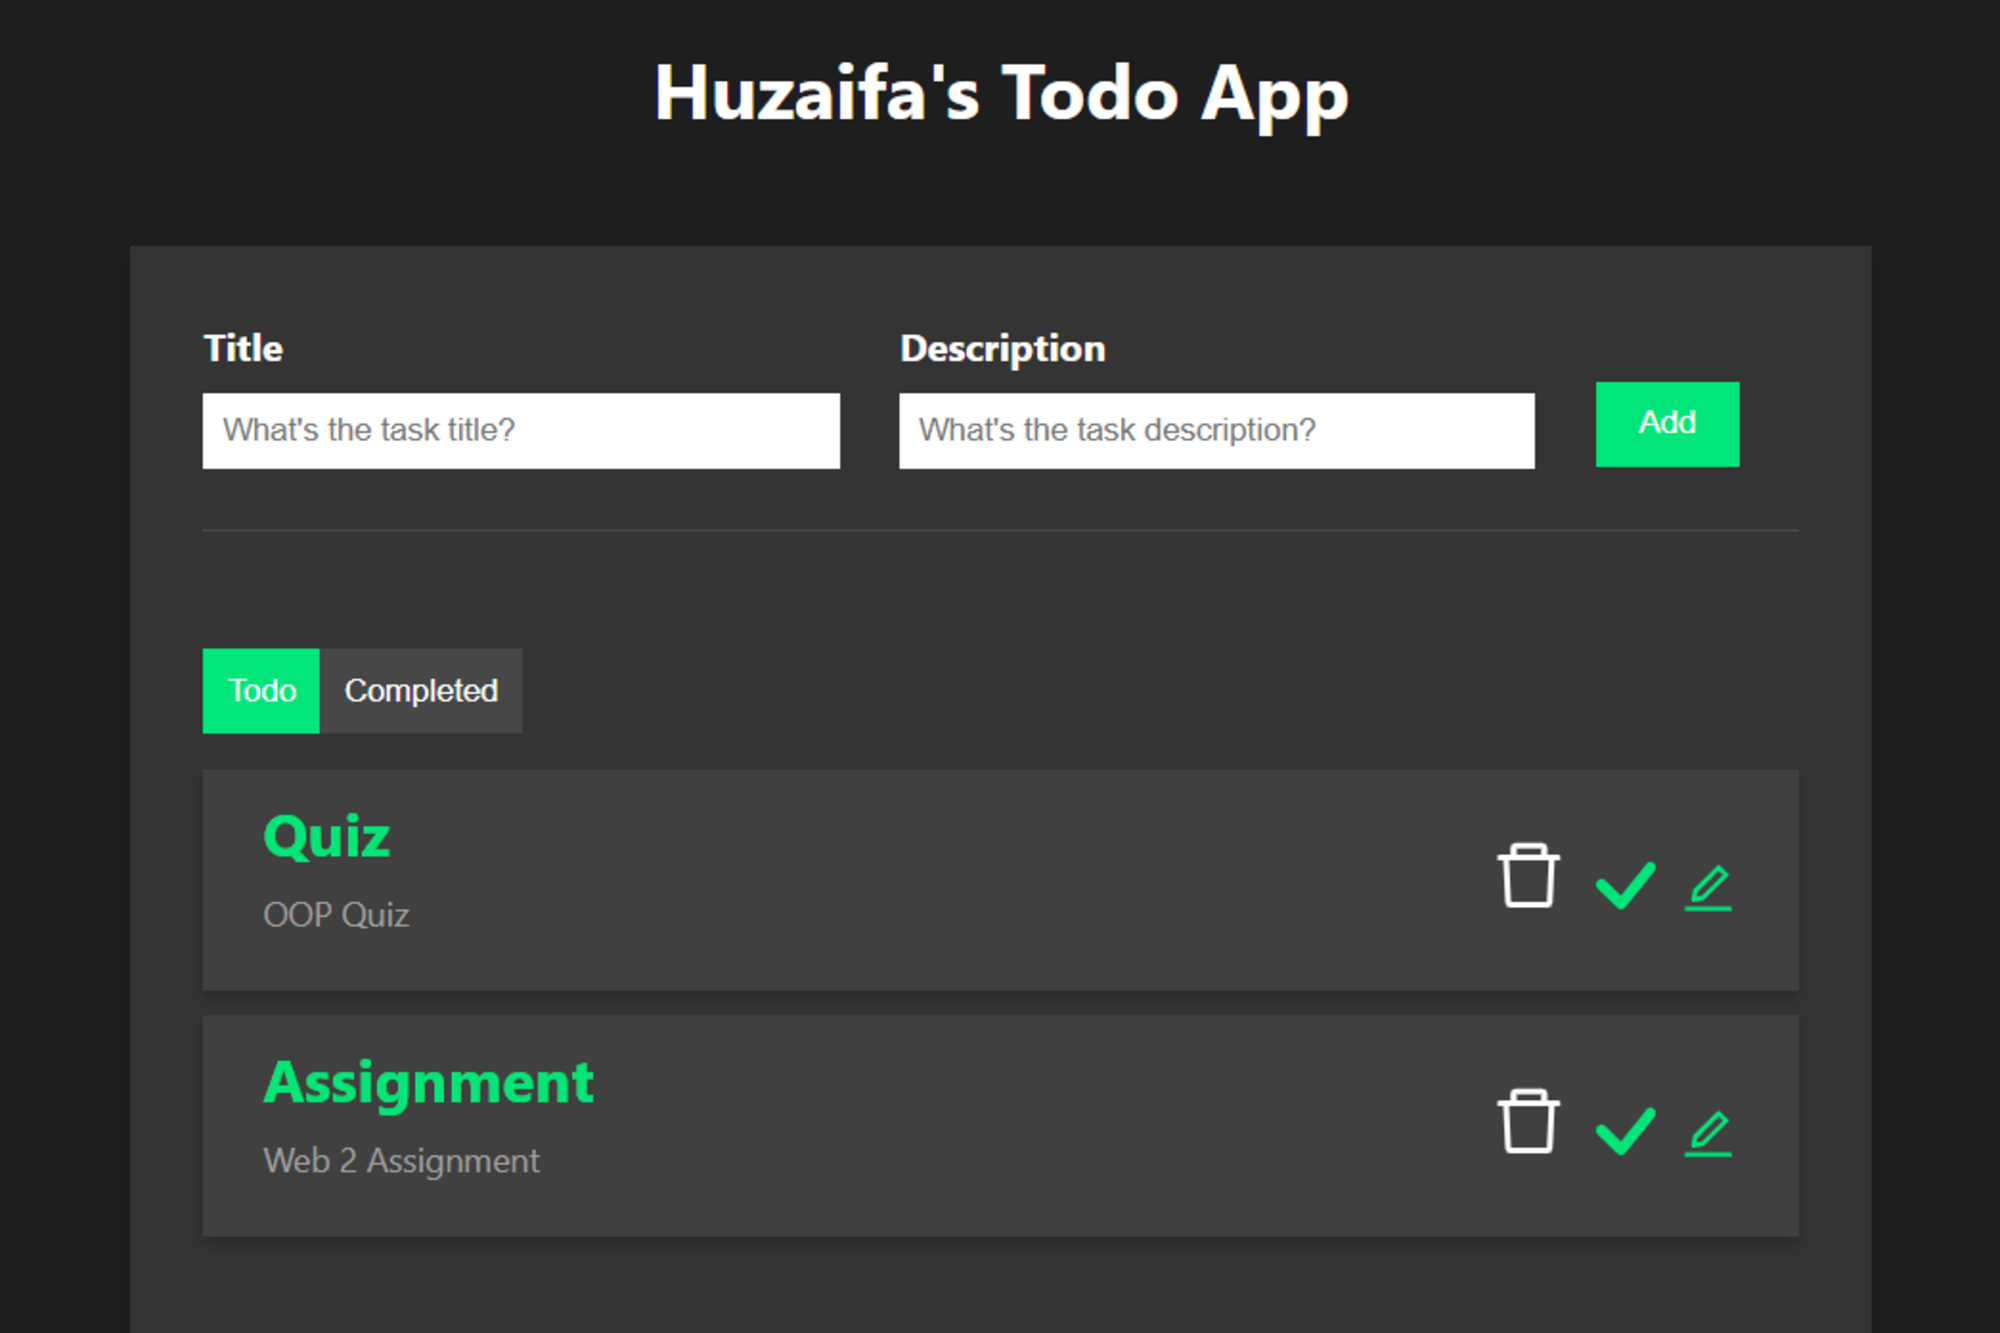 Huzaifa's Todo App
Title
Description
What's the task title?
What's the task description?
Add
Todo
Completed
Quiz
OOP Quiz
Assignment
Web 2 Assignment